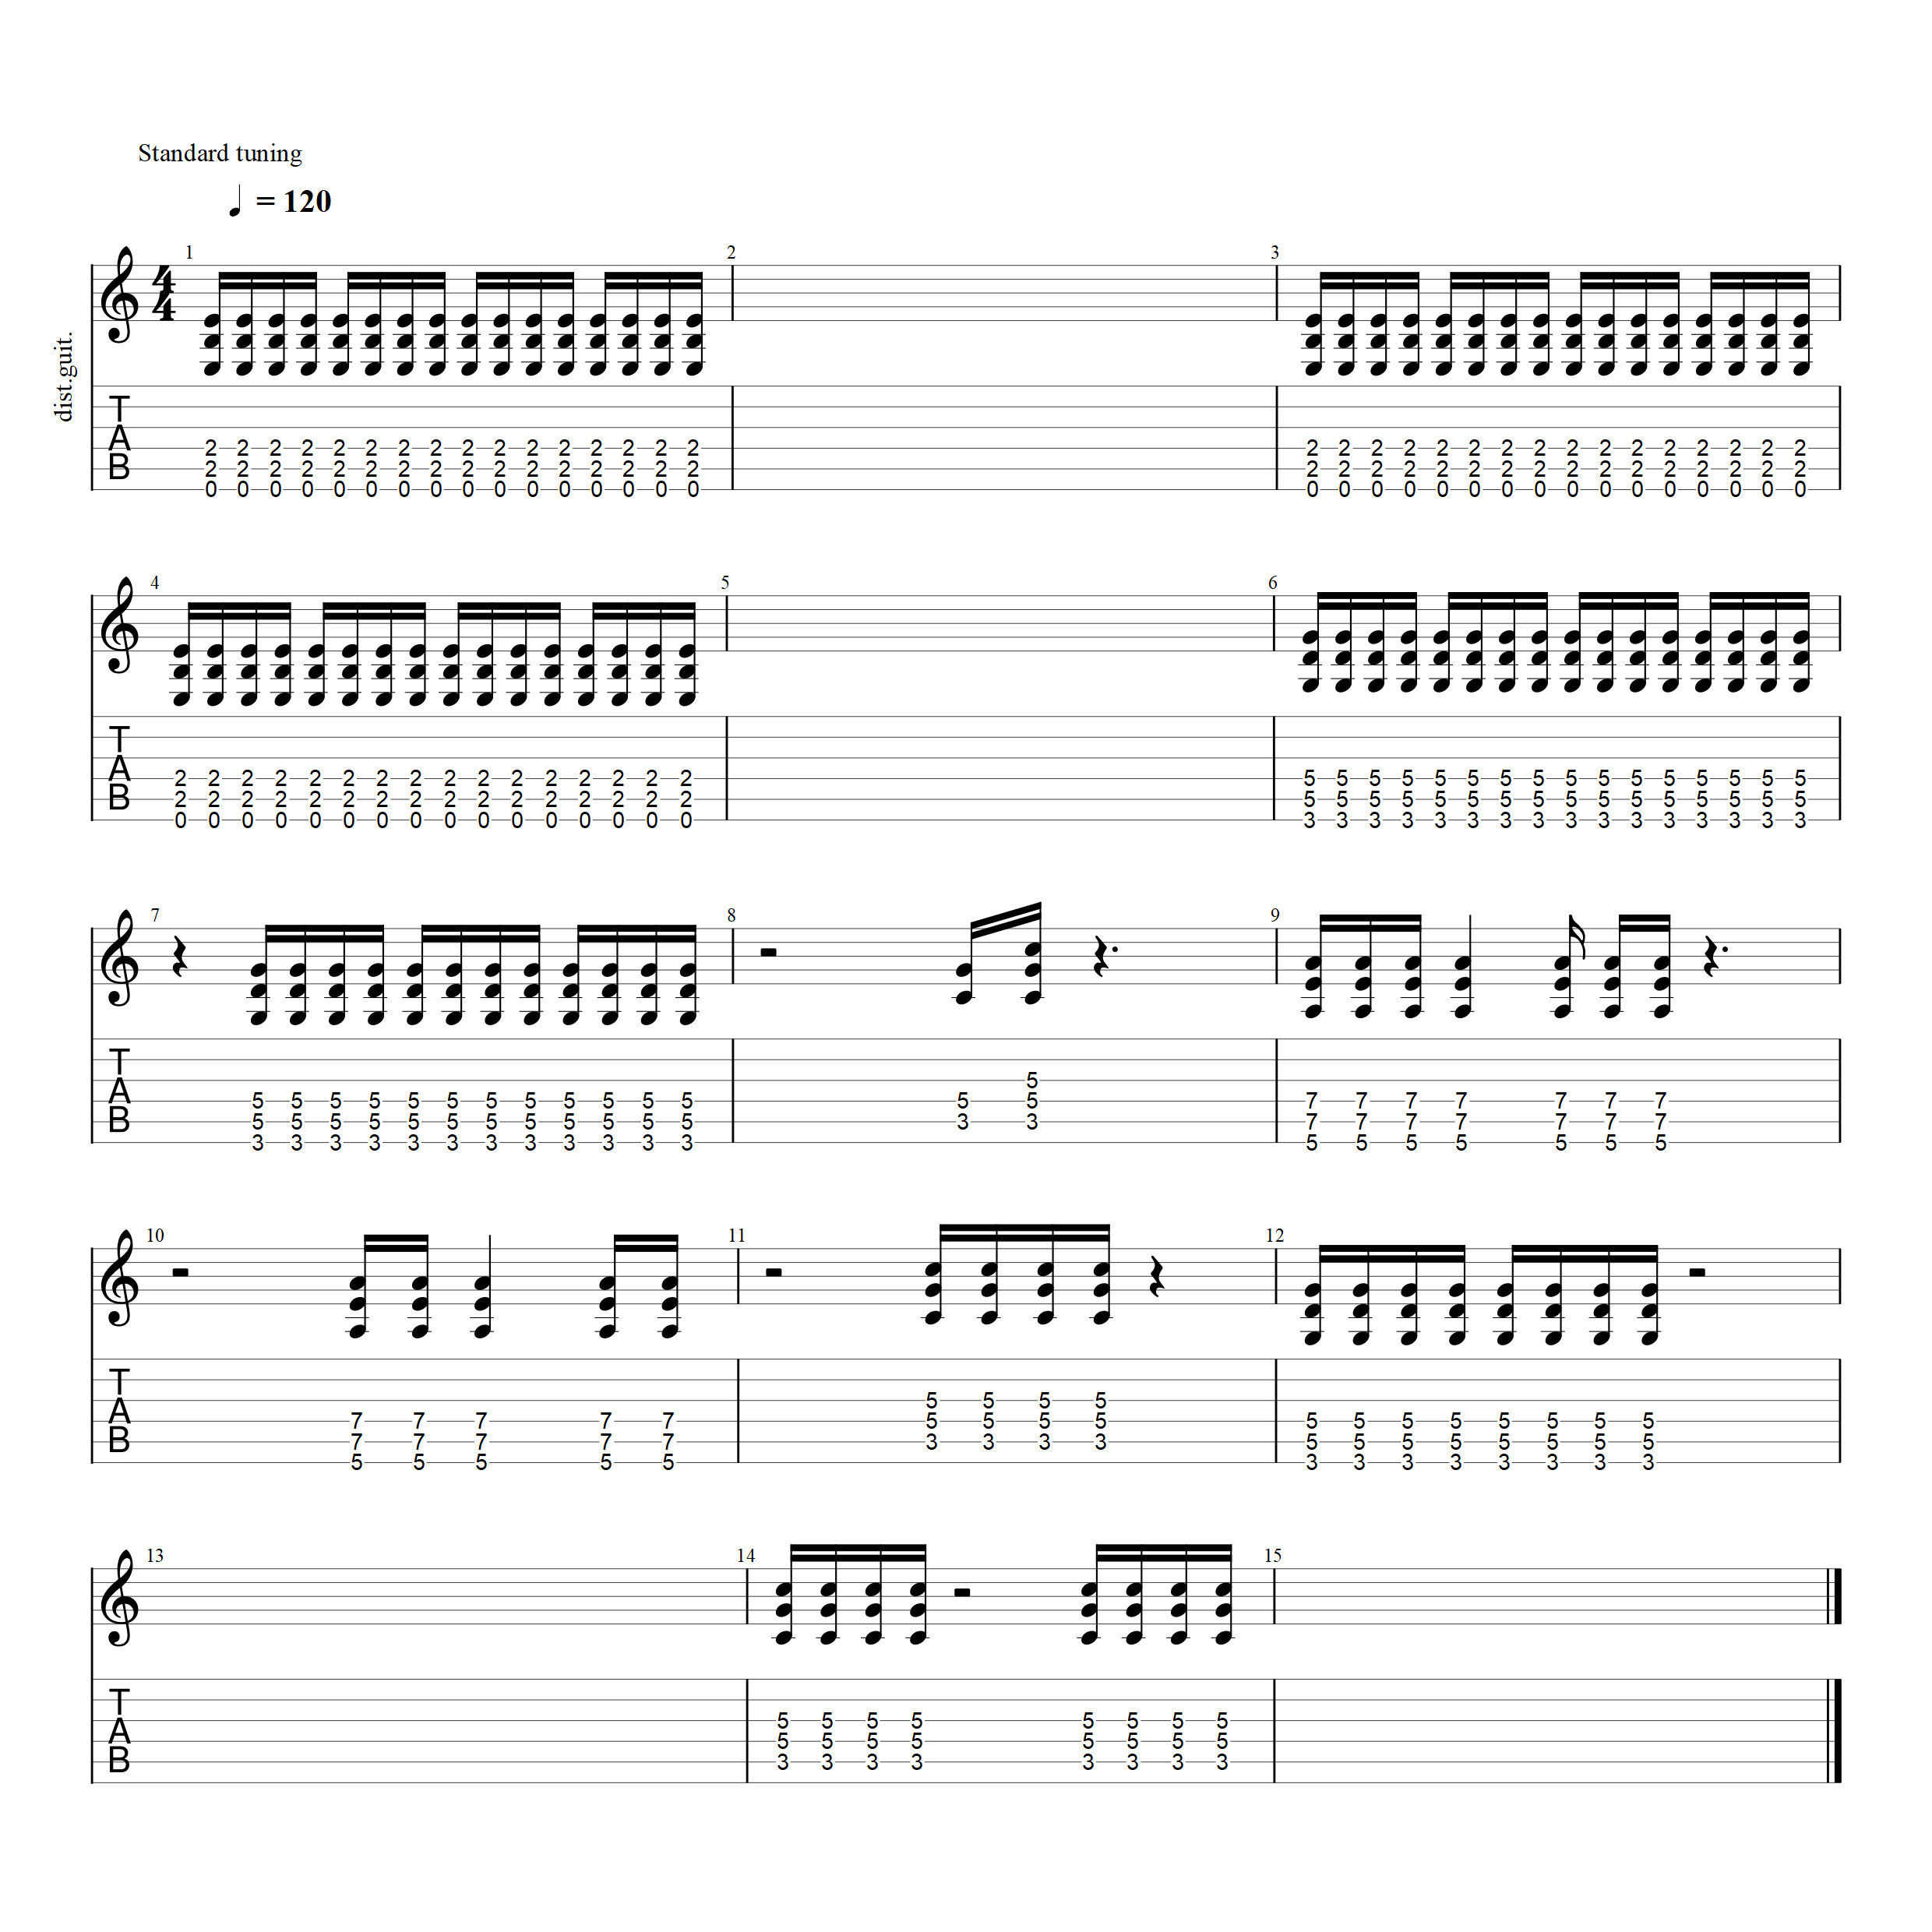 Standard tuning
= 120
dist.guit.
4
4
1 2 3
T
A
B
2 2 2 2 2 2 2 2 2 2 2 2 2 2 2 2 2 2 2 2 2 2 2 2 2 2 2 2 2 2 2 2
2 2 2 2 2 2 2 2 2 2 2 2 2 2 2 2 2 2 2 2 2 2 2 2 2 2 2 2 2 2 2 2
0 0 0 0 0 0 0 0 0 0 0 0 0 0 0 0 0 0 0 0 0 0 0 0 0 0 0 0 0 0 0 0
4 5 6
T
A
B
2 2 2 2 2 2 2 2 2 2 2 2 2 2 2 2 5 5 5 5 5 5 5 5 5 5 5 5 5 5 5 5
2 2 2 2 2 2 2 2 2 2 2 2 2 2 2 2 5 5 5 5 5 5 5 5 5 5 5 5 5 5 5 5
0 0 0 0 0 0 0 0 0 0 0 0 0 0 0 0 3 3 3 3 3 3 3 3 3 3 3 3 3 3 3 3
7 8 9
T
A
B
5
5 5 5 5 5 5 5 5 5 5 5 5 5 5 7 7 7 7 7 7 7
5 5 5 5 5 5 5 5 5 5 5 5 3 3 7 7 7 7 7 7 7
3 3 3 3 3 3 3 3 3 3 3 3 5 5 5 5 5 5 5
10 11 12
T
A
B
5 5 5 5
7 7 7 7 7 5 5 5 5 5 5 5 5 5 5 5 5
7 7 7 7 7 3 3 3 3 5 5 5 5 5 5 5 5
5 5 5 5 5 3 3 3 3 3 3 3 3
13 14 15
T
A
B
5 5 5 5 5 5 5 5
5 5 5 5 5 5 5 5
3 3 3 3 3 3 3 3